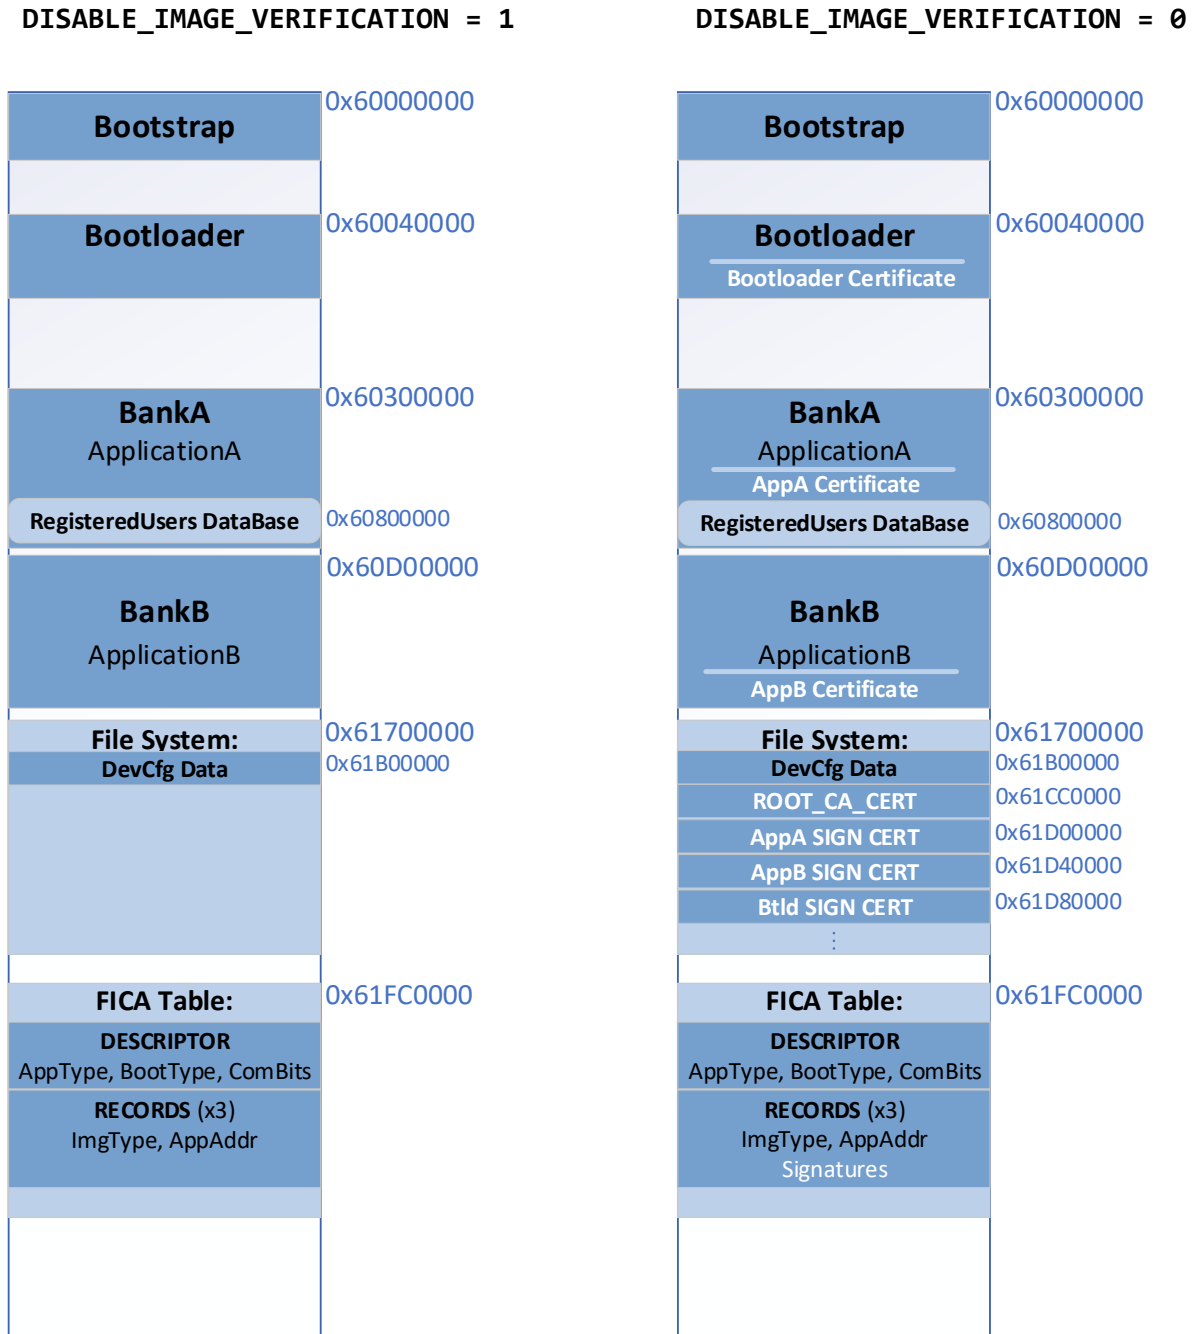 DISABLE_IMAGE_VERIFICATION = 1
Bootstrap
0x60000000
Bootloader
0x60040000
BankA
0x60300000
ApplicationA
RegisteredUsers DataBase
0x60800000
0x60D00000
BankB
ApplicationB
File System:
0x61700000
DevCfg Data
0x61B00000
FICA Table:
0x61FC0000
DESCRIPTOR
AppType, BootType, ComBits
RECORDS (x3)
ImgType, AppAddr
DISABLE_IMAGE_VERIFICATION = 0
Bootstrap
0x60000000
Bootloader
0x60040000
Bootloader Certificate
BankA
0x60300000
ApplicationA
AppA Certificate
RegisteredUsers DataBase
0x60800000
0x60D00000
BankB
ApplicationB
AppB Certificate
File System:
0x61700000
DevCfg Data
0x61B00000
ROOT_CA_CERT
0x61CC0000
AppA SIGN CERT
0x61D00000
AppB SIGN CERT
0x61D40000
Btld SIGN CERT
0x61D80000
⋮
FICA Table:
0x61FC0000
DESCRIPTOR
AppType, BootType, ComBits
RECORDS (x3)
ImgType, AppAddr
Signatures